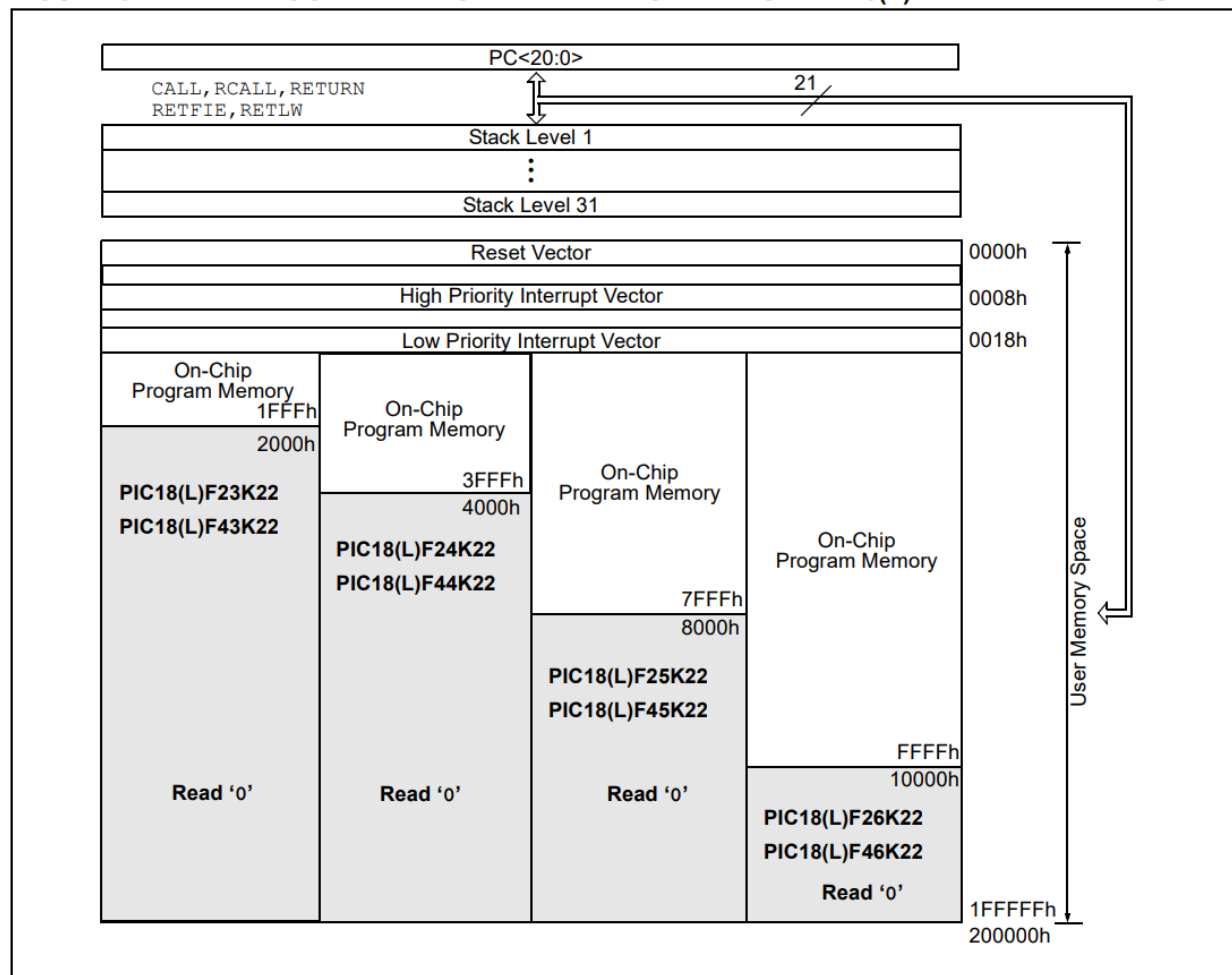 PC<20:0>
CALL,RCALL,RETURN
RETFIE,RETLW
21
Stack Level 1
Stack Level 31
Reset Vector
0000h
High Priority Interrupt Vector
0008h
Low Priority Interrupt Vector
0018h
On-Chip
Program Memory
1FFFh
2000h
PIC18(L)F23K22
PIC18(L)F43K22
Read ‘0’
On-Chip
Program Memory
3FFFh
4000h
PIC18(L)F24K22
PIC18(L)F44K22
Read ‘0’
On-Chip
Program Memory
7FFFh
8000h
PIC18(L)F25K22
PIC18(L)F45K22
Read ‘0’
On-Chip
Program Memory
FFFFh
10000h
PIC18(L)F26K22
PIC18(L)F46K22
Read ‘0’
1FFFFFh
200000h
User Memory Space